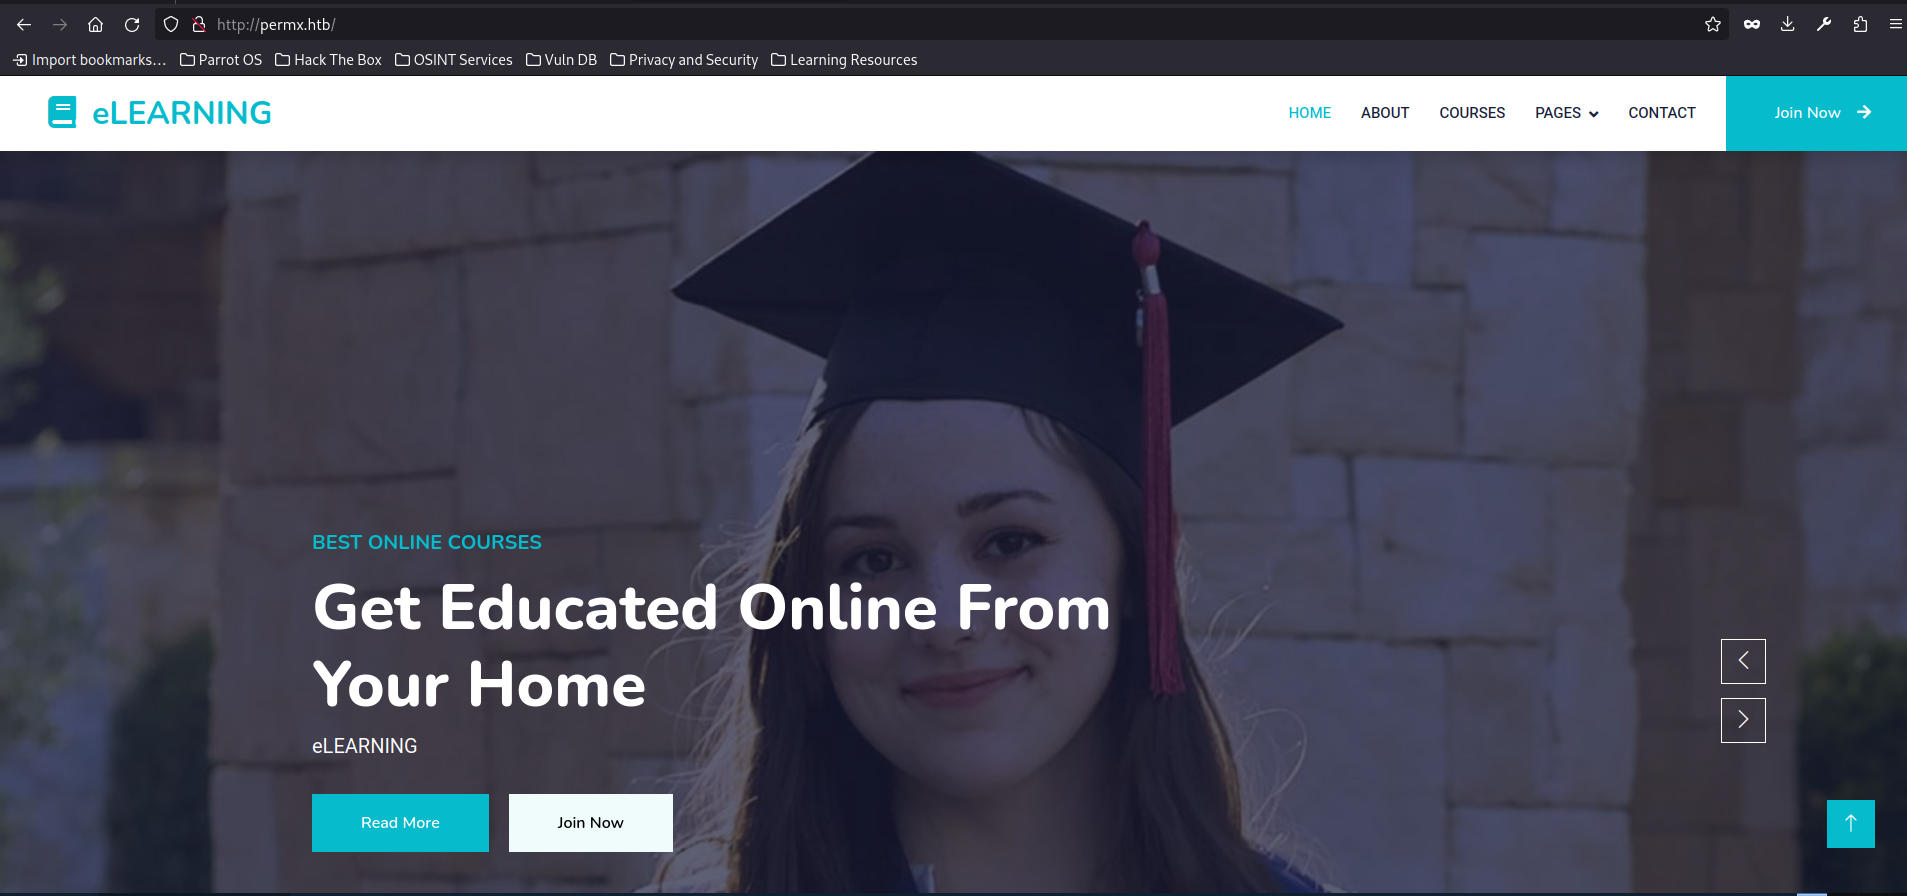 http://permx.htb/
Import bookmarks... Parrot OS Hack The Box OSINT Services Vuln DB Privacy and Security Learning Resources
eLEARNING HOME ABOUT COURSES PAGES CONTACT Join Now
BEST ONLINE COURSES
Get Educated Online From
Your Home
eLEARNING
Read More Join Now